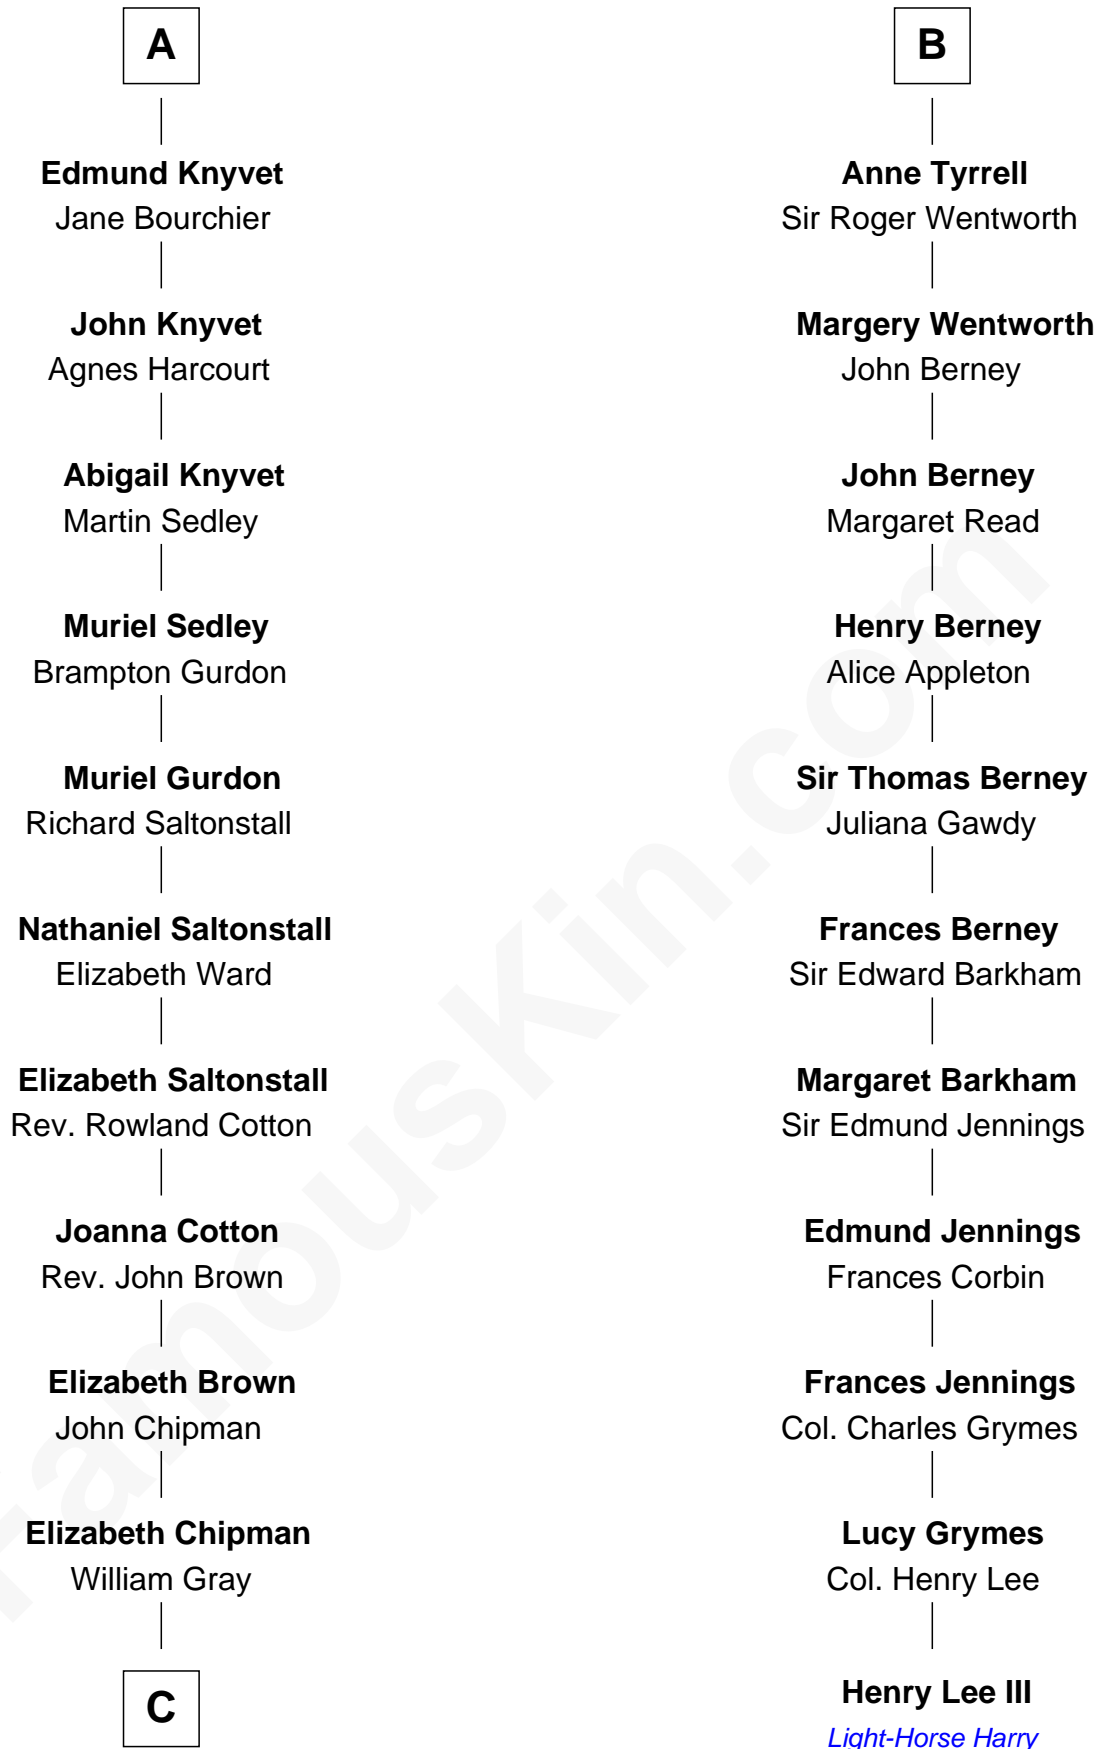 A
Edmund Knyvet
Jane Bourchier
John Knyvet
Agnes Harcourt
Abigail Knyvet
Martin Sedley
Muriel Sedley
Brampton Gurdon
Muriel Gurdon
Richard Saltonstall
Nathaniel Saltonstall
Elizabeth Ward
Elizabeth Saltonstall
Rev. Rowland Cotton
Joanna Cotton
Rev. John Brown
Elizabeth Brown
John Chipman
Elizabeth Chipman
William Gray
C
B
Anne Tyrrell
Sir Roger Wentworth
Margery Wentworth
John Berney
John Berney
Margaret Read
Henry Berney
Alice Appleton
Sir Thomas Berney
Juliana Gawdy
Frances Berney
Sir Edward Barkham
Margaret Barkham
Sir Edmund Jennings
Edmund Jennings
Frances Corbin
Frances Jennings
Col. Charles Grymes
Lucy Grymes
Col. Henry Lee
Henry Lee III
Light-Horse Harry
FamousKin.com